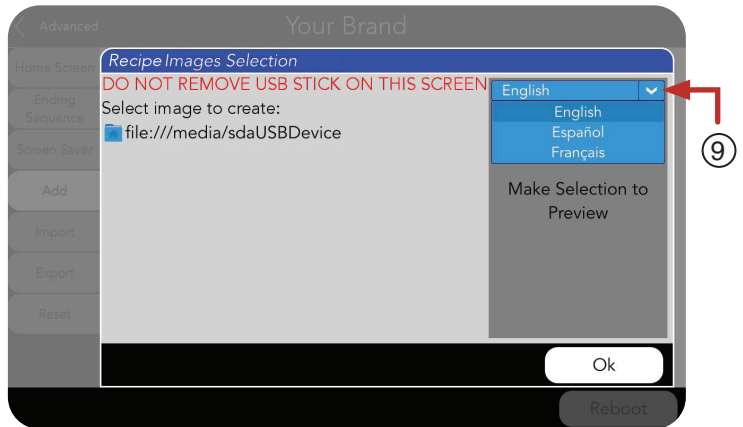 Advanced
Your Brand
Home Screen
Ending
Sequence
Screen Saver
Add
Import
Export
Reset
Recipe Images Selection
DO NOT REMOVE USB STICK ON THIS SCREEN
Select image to create:
file:///media/sdaUSBDevice
English
English
Español
Français
Make Selection to
Preview
Ok
Reboot
9